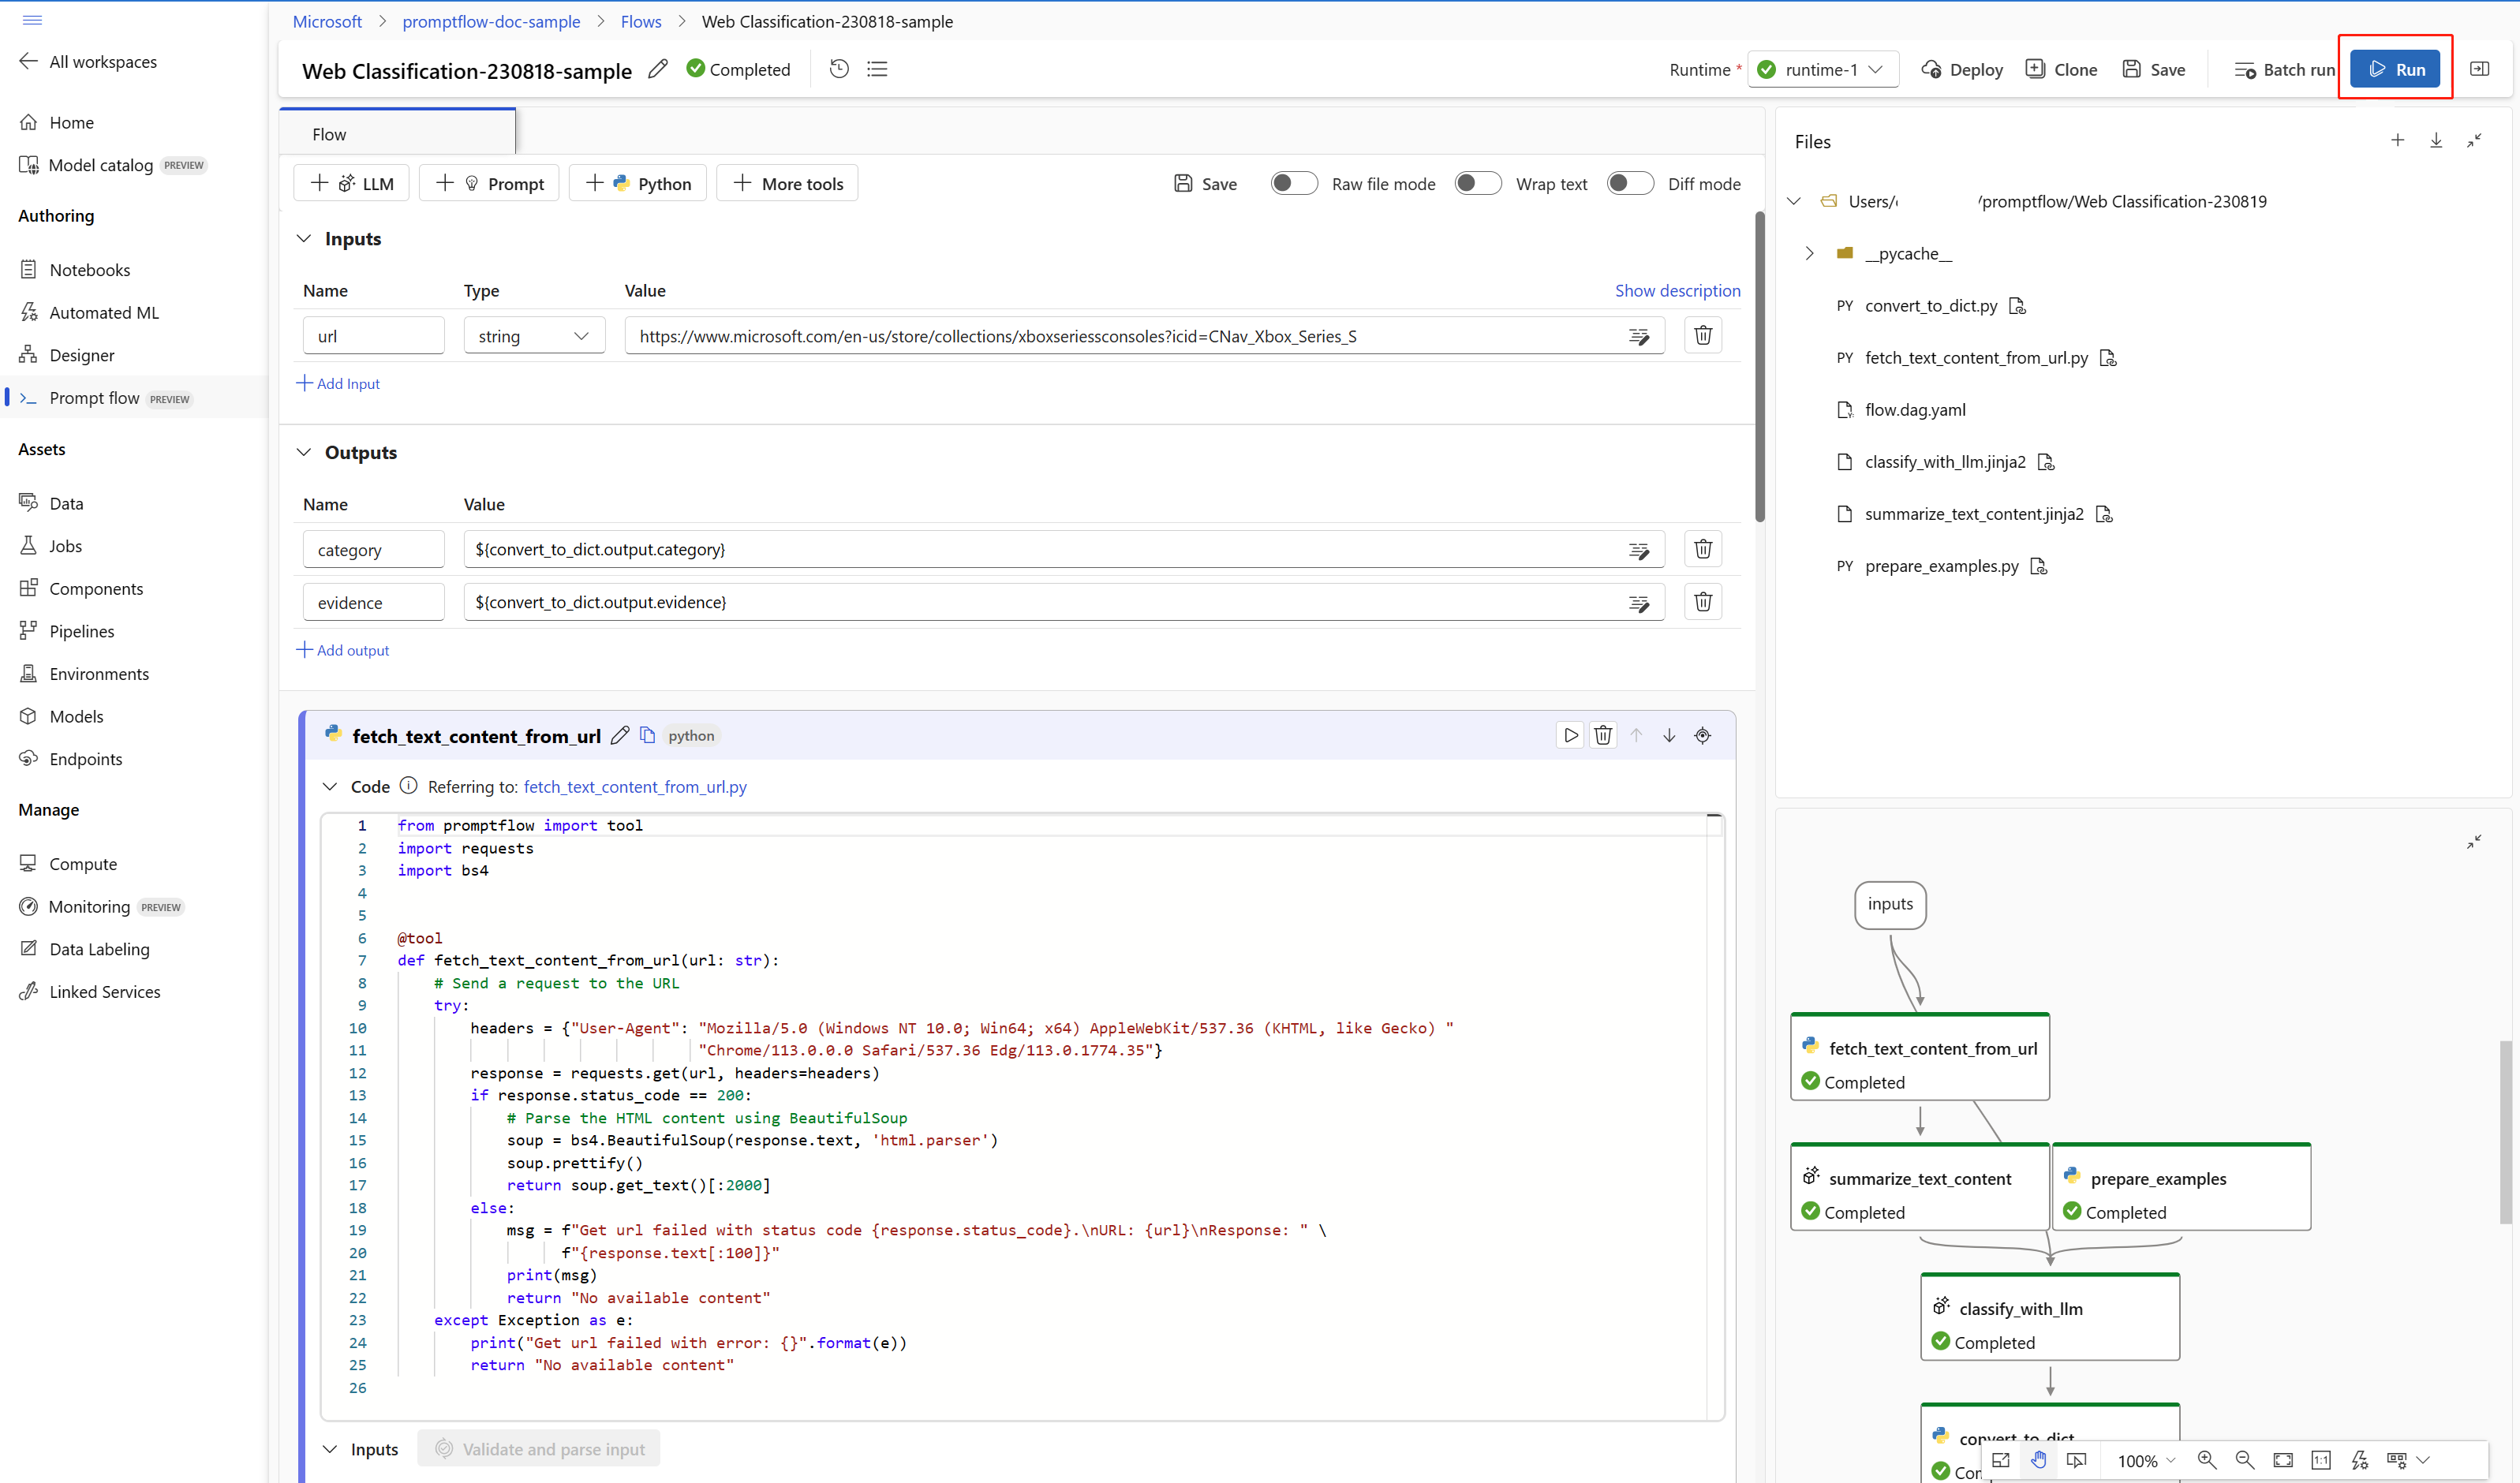 Microsoft > promptflow-doc-sample > Flows > Web Classification-230818-sample
All workspaces
Home
Model catalog PREVIEW
Authoring
Notebooks
Automated ML
Designer
Prompt flow PREVIEW
Assets
Data
Jobs
Components
Pipelines
Environments
Models
Endpoints
Manage
Compute
Monitoring PREVIEW
Data Labeling
Linked Services
Web Classification-230818-sample Completed
Runtime * runtime-1 Deploy Clone Save Batch run Run
Flow
LLM Prompt Python More tools
Save Raw file mode Wrap text Diff mode
Inputs
Name Type Value Show description
url string https://www.microsoft.com/en-us/store/collections/xboxseriessconsoles?icid=CNav_Xbox_Series_S
Add Input
Outputs
Name Value
category ${convert_to_dict.output.category}
evidence ${convert_to_dict.output.evidence}
Add output
fetch_text_content_from_url python
Code Referring to: fetch_text_content_from_url.py
1 from promptflow import tool
2 import requests
3 import bs4
4
5
6 @tool
7 def fetch_text_content_from_url(url: str):
8 # Send a request to the URL
9 try:
10 headers = {"User-Agent": "Mozilla/5.0 (Windows NT 10.0; Win64; x64) AppleWebKit/537.36 (KHTML, like Gecko) "
11 "Chrome/113.0.0.0 Safari/537.36 Edg/113.0.1774.35"}
12 response = requests.get(url, headers=headers)
13 if response.status_code == 200:
14 # Parse the HTML content using BeautifulSoup
15 soup = bs4.BeautifulSoup(response.text, 'html.parser')
16 soup.prettify()
17 return soup.get_text()[:2000]
18 else:
19 msg = f"Get url failed with status code {response.status_code}.\nURL: {url}\nResponse: " \
20 f"{response.text[:100]}"
21 print(msg)
22 return "No available content"
23 except Exception as e:
24 print("Get url failed with error: {}".format(e))
25 return "No available content"
26
Inputs Validate and parse input
Files
Users/ /promptflow/Web Classification-230819
__pycache__
PY convert_to_dict.py
PY fetch_text_content_from_url.py
flow.dag.yaml
classify_with_llm.jinja2
summarize_text_content.jinja2
PY prepare_examples.py
inputs
fetch_text_content_from_url
Completed
summarize_text_content
Completed
prepare_examples
Completed
classify_with_llm
Completed
convert_to_dict
100% 1:1